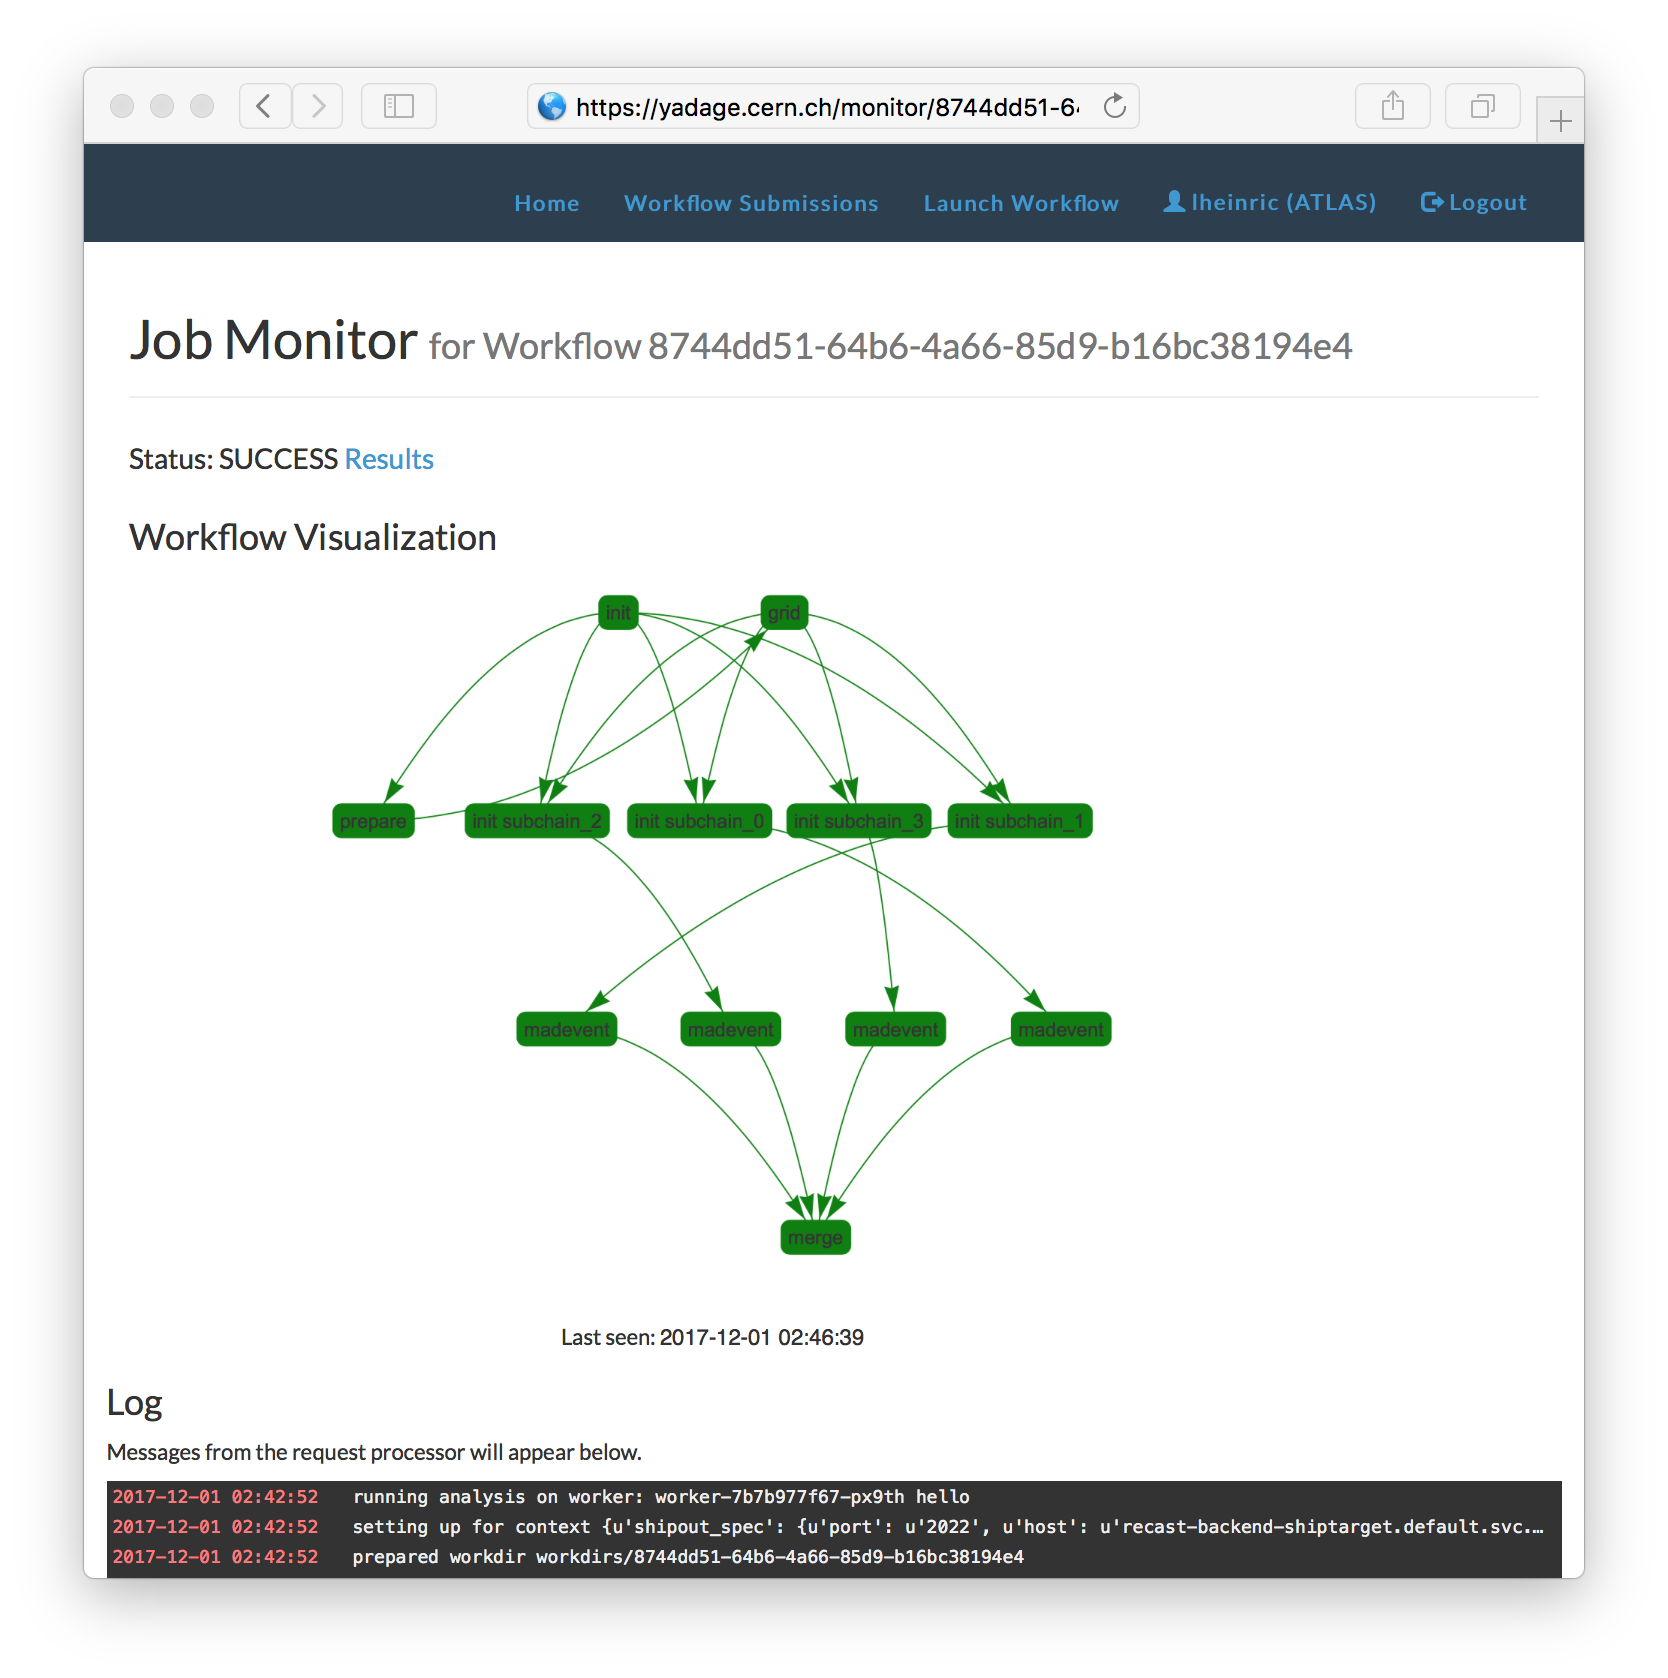 https://yadage.cern.ch/monitor/8744dd51-6
Home Workflow Submissions Launch Workflow lheinric (ATLAS) Logout
Job Monitor for Workflow 8744dd51-64b6-4a66-85d9-b16bc38194e4
Status: SUCCESS Results
Workflow Visualization
init grid
prepare init subchain_2 init subchain_0 init subchain_3 init subchain_1
madevent madevent madevent madevent
merge
Last seen: 2017-12-01 02:46:39
Log
Messages from the request processor will appear below.
2017-12-01 02:42:52 running analysis on worker: worker-7b7b977f67-px9th hello
2017-12-01 02:42:52 setting up for context {u'shipout_spec': {u'port': u'2022', u'host': u'recast-backend-shiptarget.default.svc.…
2017-12-01 02:42:52 prepared workdir workdirs/8744dd51-64b6-4a66-85d9-b16bc38194e4